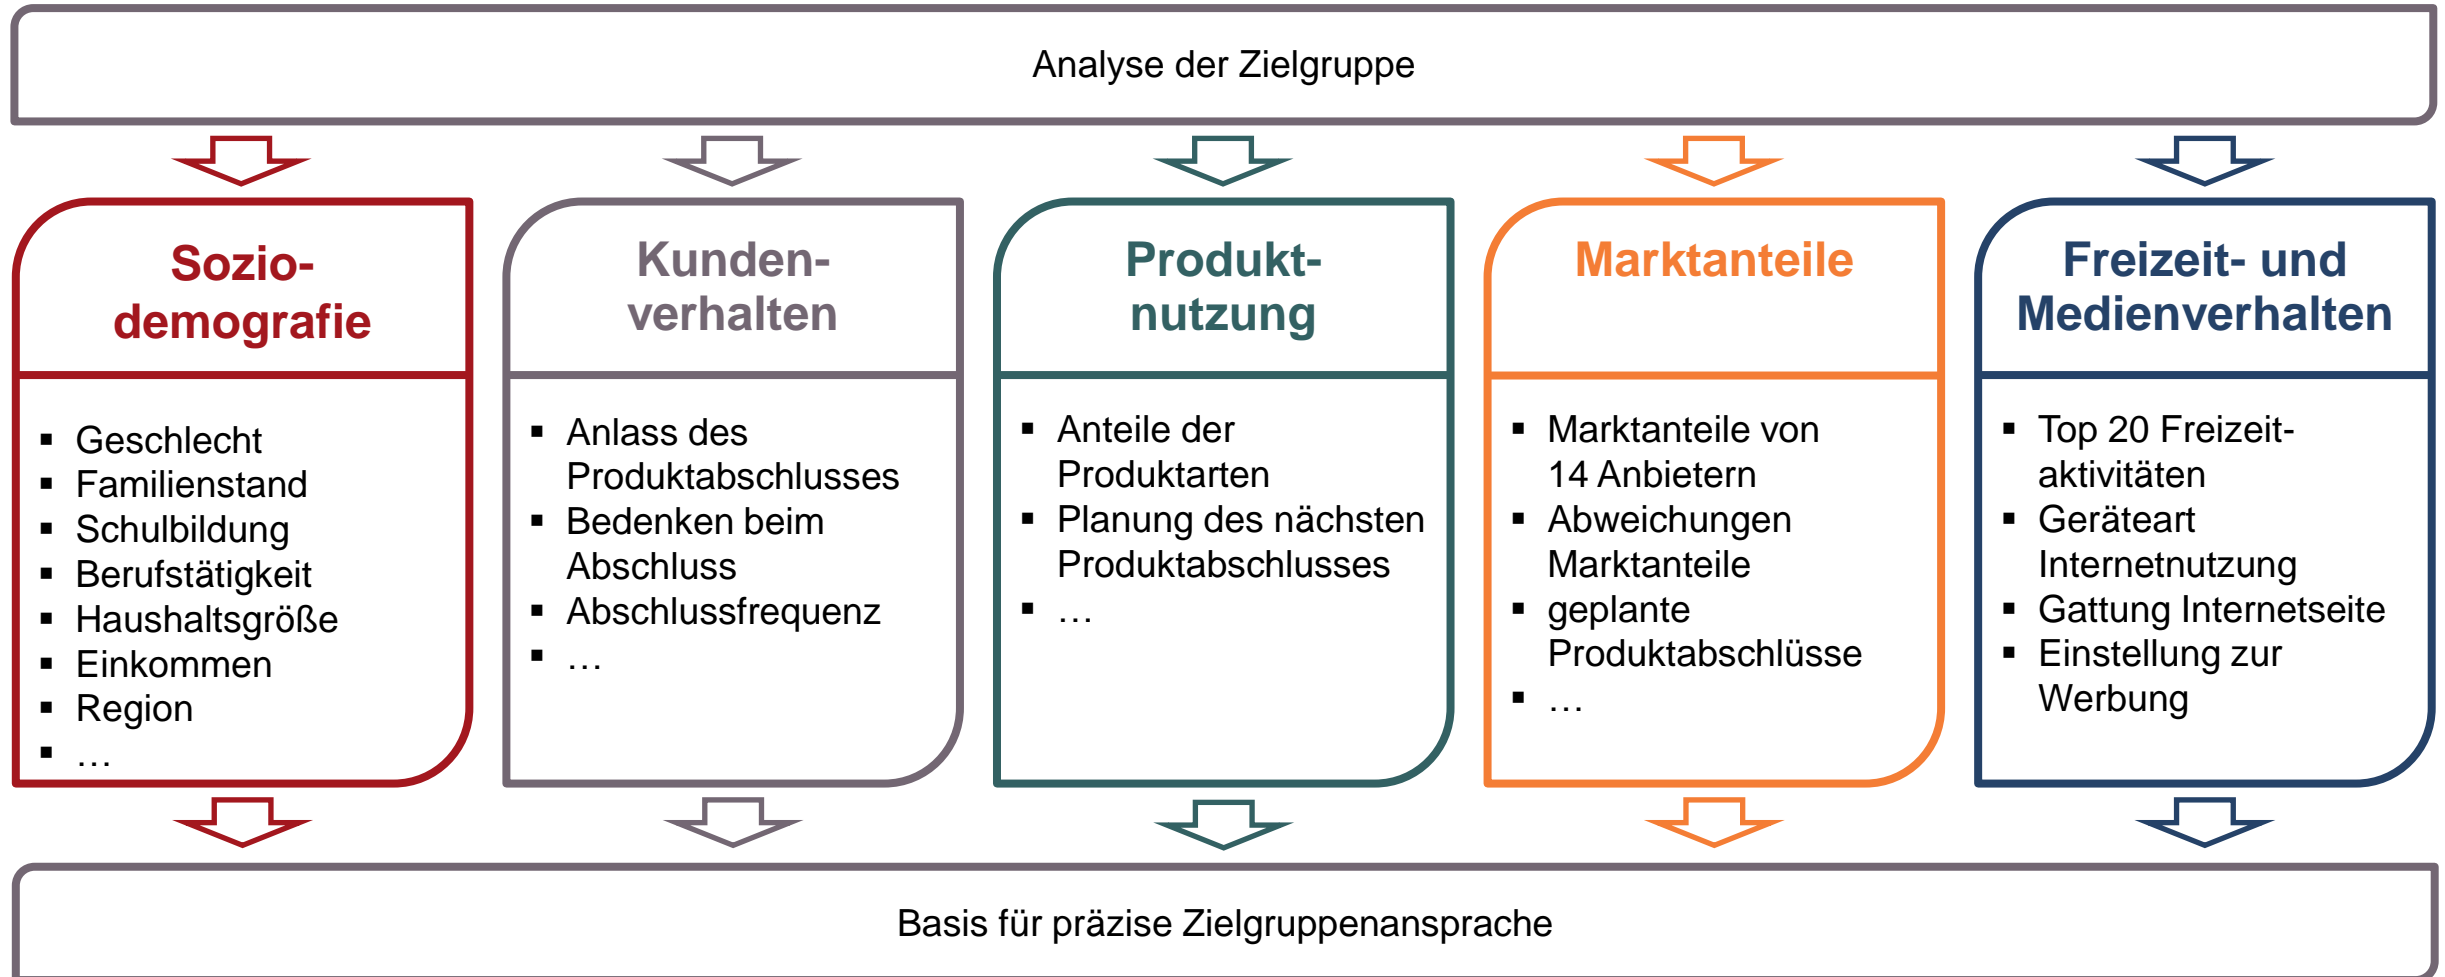 Analyse der Zielgruppe
Sozio-
demografie
▪ Geschlecht
▪ Familienstand
▪ Schulbildung
▪ Berufstätigkeit
▪ Haushaltsgröße
▪ Einkommen
▪ Region
▪ …
Kunden-
verhalten
▪ Anlass des
Produktabschlusses
▪ Bedenken beim
Abschluss
▪ Abschlussfrequenz
▪ …
Produkt-
nutzung
▪ Anteile der
Produktarten
▪ Planung des nächsten
Produktabschlusses
▪ …
Marktanteile
▪ Marktanteile von
14 Anbietern
▪ Abweichungen
Marktanteile
▪ geplante
Produktabschlüsse
▪ …
Freizeit- und
Medienverhalten
▪ Top 20 Freizeit-
aktivitäten
▪ Geräteart
Internetnutzung
▪ Gattung Internetseite
▪ Einstellung zur
Werbung
Basis für präzise Zielgruppenansprache